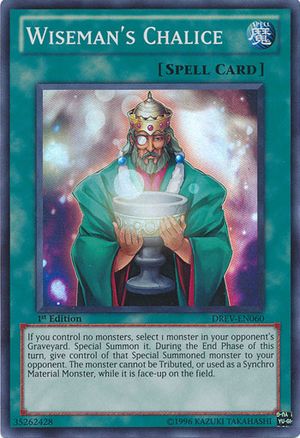 WISEMAN'S CHALICE
魔
[SPELL CARD]
1st Edition
DREV-EN060
If you control no monsters, select 1 monster in your opponent's
Graveyard. Special Summon it. During the End Phase of this
turn, give control of that Special Summoned monster to your
opponent. The monster cannot be Tributed, or used as a Synchro
Material Monster, while it is face-up on the field.
35262428
©1996 KAZUKI TAKAHASHI